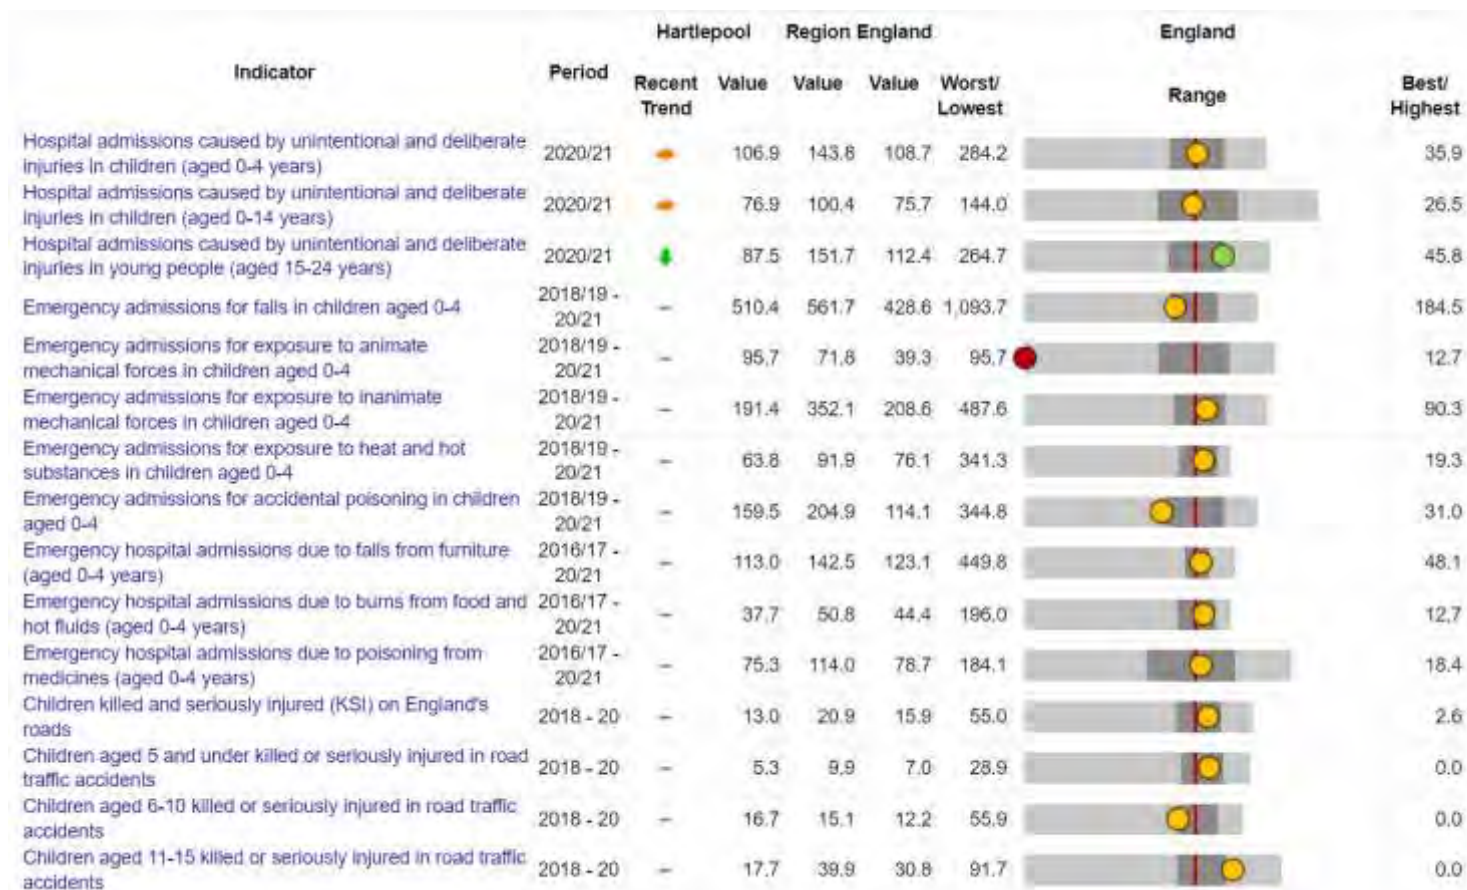 Hartlepool Region England England
Indicator Period Recent Trend Value Value Value Worst/ Lowest Range Best/ Highest
Hospital admissions caused by unintentional and deliberate injuries in children (aged 0-4 years) 2020/21 106.9 143.8 108.7 284.2 35.9
Hospital admissions caused by unintentional and deliberate injuries in children (aged 0-14 years) 2020/21 76.9 100.4 75.7 144.0 26.5
Hospital admissions caused by unintentional and deliberate injuries in young people (aged 15-24 years) 2020/21 87.5 151.7 112.4 264.7 45.8
Emergency admissions for falls in children aged 0-4 2018/19 - 20/21 – 510.4 561.7 428.6 1,093.7 184.5
Emergency admissions for exposure to animate mechanical forces in children aged 0-4 2018/19 - 20/21 – 95.7 71.8 39.3 95.7 12.7
Emergency admissions for exposure to inanimate mechanical forces in children aged 0-4 2018/19 - 20/21 – 191.4 352.1 208.6 487.6 90.3
Emergency admissions for exposure to heat and hot substances in children aged 0-4 2018/19 - 20/21 – 63.8 91.9 76.1 341.3 19.3
Emergency admissions for accidental poisoning in children aged 0-4 2018/19 - 20/21 – 159.5 204.9 114.1 344.8 31.0
Emergency hospital admissions due to falls from furniture (aged 0-4 years) 2016/17 - 20/21 – 113.0 142.5 123.1 449.8 48.1
Emergency hospital admissions due to burns from food and hot fluids (aged 0-4 years) 2016/17 - 20/21 – 37.7 50.8 44.4 196.0 12.7
Emergency hospital admissions due to poisoning from medicines (aged 0-4 years) 2016/17 - 20/21 – 75.3 114.0 78.7 184.1 18.4
Children killed and seriously injured (KSI) on England's roads 2018 - 20 – 13.0 20.9 15.9 55.0 2.6
Children aged 5 and under killed or seriously injured in road traffic accidents 2018 - 20 – 5.3 9.9 7.0 28.9 0.0
Children aged 6-10 killed or seriously injured in road traffic accidents 2018 - 20 – 16.7 15.1 12.2 55.9 0.0
Children aged 11-15 killed or seriously injured in road traffic accidents 2018 - 20 – 17.7 39.9 30.8 91.7 0.0